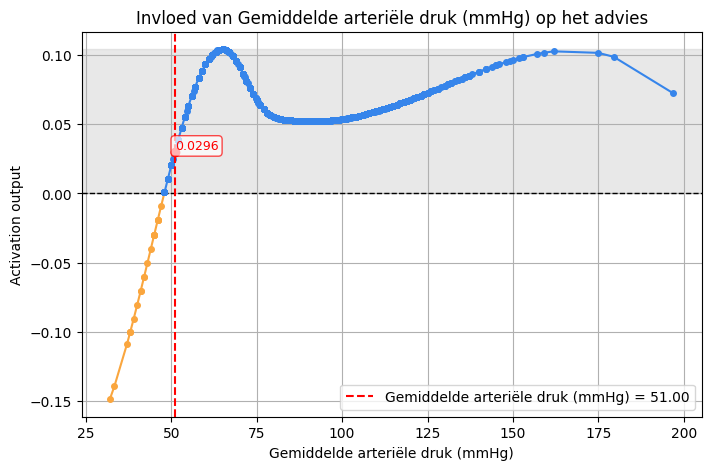 Invloed van Gemiddelde arteriële druk (mmHg) op het advies
Activation output
0.10
0.05
0.00
−0.05
−0.10
−0.15
0.0296
Gemiddelde arteriële druk (mmHg) = 51.00
25 50 75 100 125 150 175 200
Gemiddelde arteriële druk (mmHg)